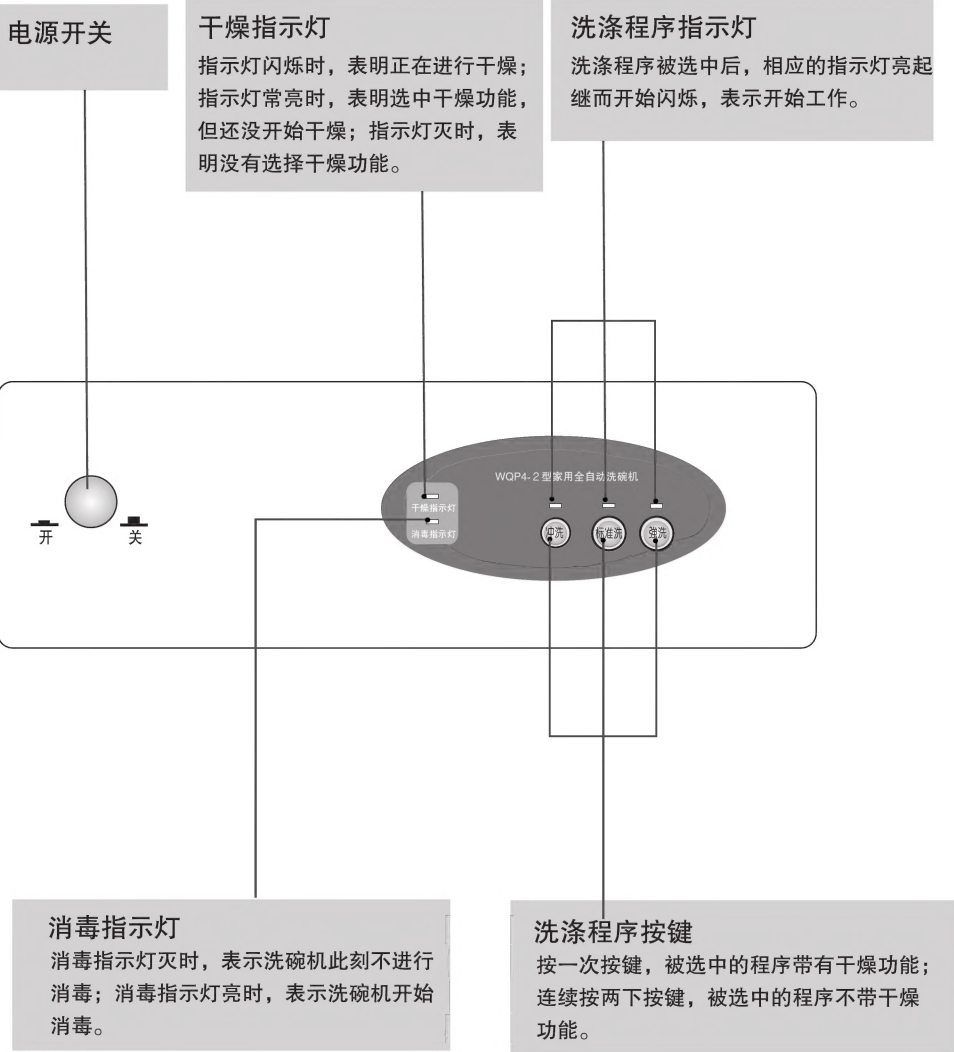 电源开关
干燥指示灯
指示灯闪烁时，表明正在进行干燥；
指示灯常亮时，表明选中干燥功能，
但还没开始干燥；指示灯灭时，表
明没有选择干燥功能。
洗涤程序指示灯
洗涤程序被选中后，相应的指示灯亮起
继而开始闪烁，表示开始工作。
WQP4-2型家用全自动洗碗机
干燥指示灯
消毒指示灯
冲洗
标准洗
强洗
开
关
消毒指示灯
消毒指示灯灭时，表示洗碗机此刻不进行
消毒；消毒指示灯亮时，表示洗碗机开始
消毒。
洗涤程序按键
按一次按键，被选中的程序带有干燥功能；
连续按两下按键，被选中的程序不带干燥
功能。